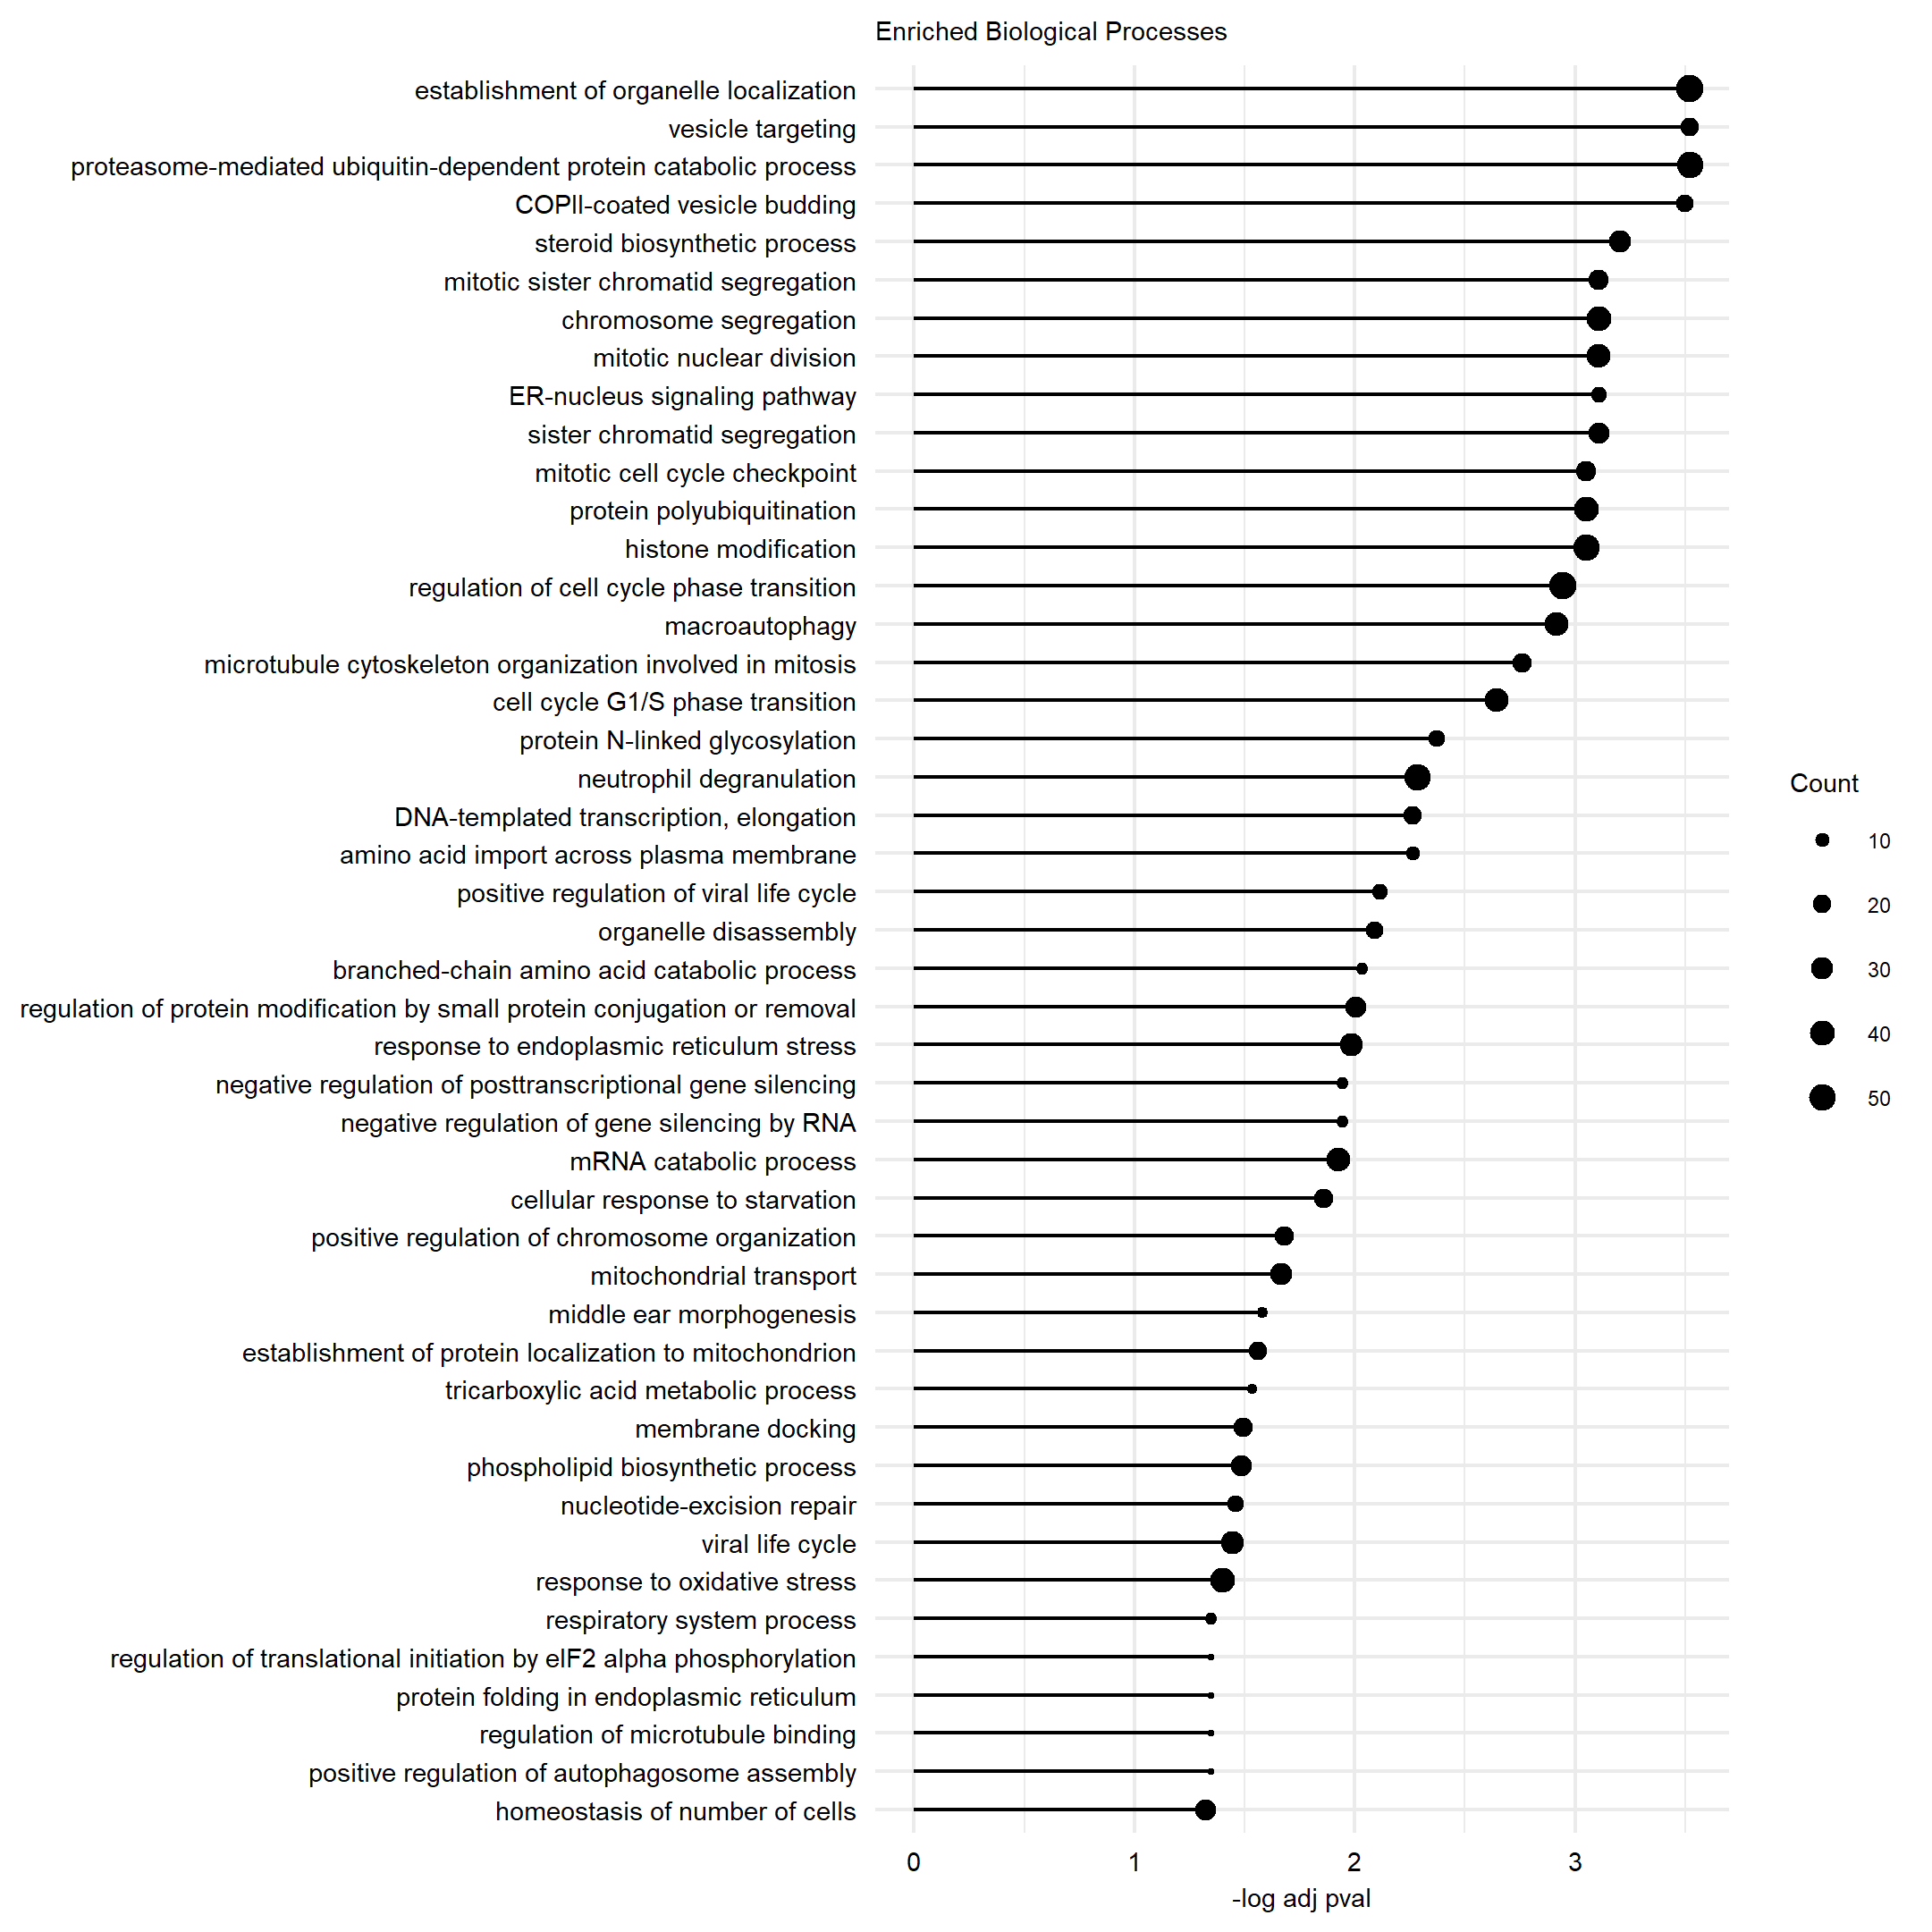 Enriched Biological Processes
establishment of organelle localization
vesicle targeting
proteasome-mediated ubiquitin-dependent protein catabolic process
COPII-coated vesicle budding
steroid biosynthetic process
mitotic sister chromatid segregation
chromosome segregation
mitotic nuclear division
ER-nucleus signaling pathway
sister chromatid segregation
mitotic cell cycle checkpoint
protein polyubiquitination
histone modification
regulation of cell cycle phase transition
macroautophagy
microtubule cytoskeleton organization involved in mitosis
cell cycle G1/S phase transition
protein N-linked glycosylation
neutrophil degranulation
DNA-templated transcription, elongation
amino acid import across plasma membrane
positive regulation of viral life cycle
organelle disassembly
branched-chain amino acid catabolic process
regulation of protein modification by small protein conjugation or removal
response to endoplasmic reticulum stress
negative regulation of posttranscriptional gene silencing
negative regulation of gene silencing by RNA
mRNA catabolic process
cellular response to starvation
positive regulation of chromosome organization
mitochondrial transport
middle ear morphogenesis
establishment of protein localization to mitochondrion
tricarboxylic acid metabolic process
membrane docking
phospholipid biosynthetic process
nucleotide-excision repair
viral life cycle
response to oxidative stress
respiratory system process
regulation of translational initiation by eIF2 alpha phosphorylation
protein folding in endoplasmic reticulum
regulation of microtubule binding
positive regulation of autophagosome assembly
homeostasis of number of cells
0 1 2 3
-log adj pval
Count
10
20
30
40
50